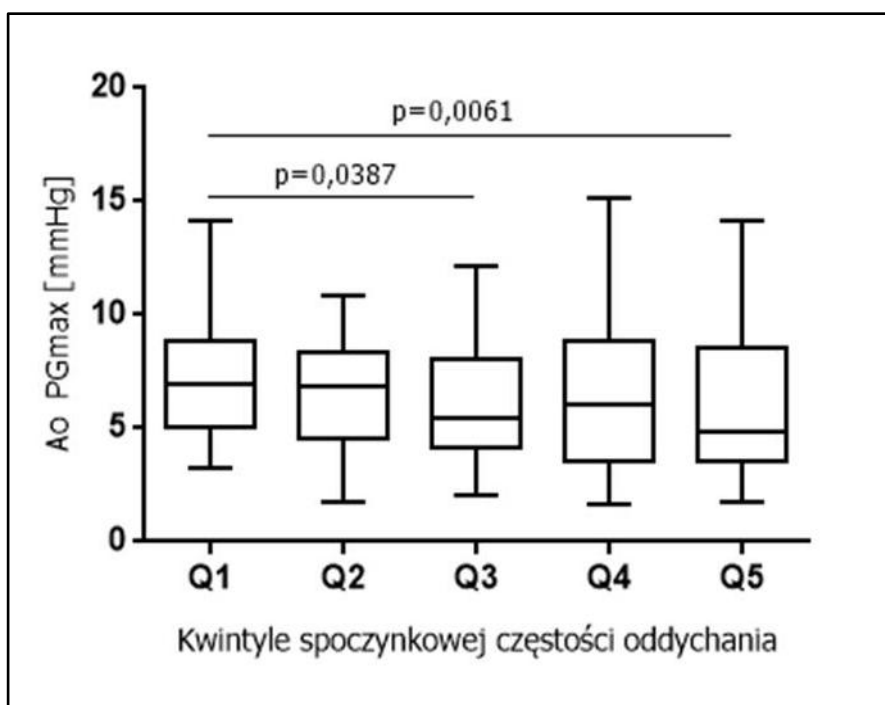 20
p=0,0061
p=0,0387
15
10
5
0
Ao PGmax [mmHg]
Q1 Q2 Q3 Q4 Q5
Kwintyle spoczynkowej częstości oddychania